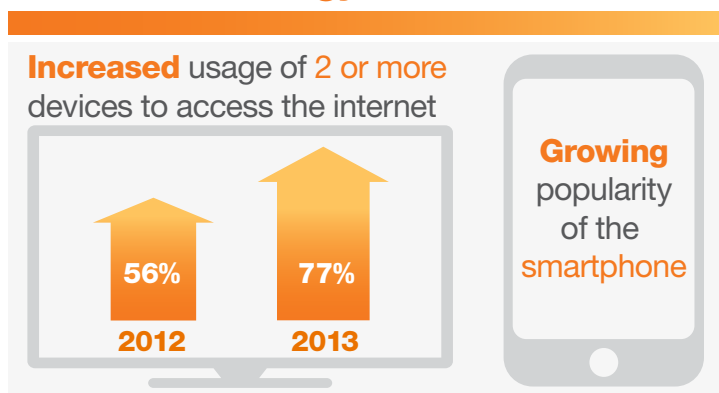 Increased usage of 2 or more
devices to access the internet
56%
77%
2012
2013
Growing
popularity
of the
smartphone